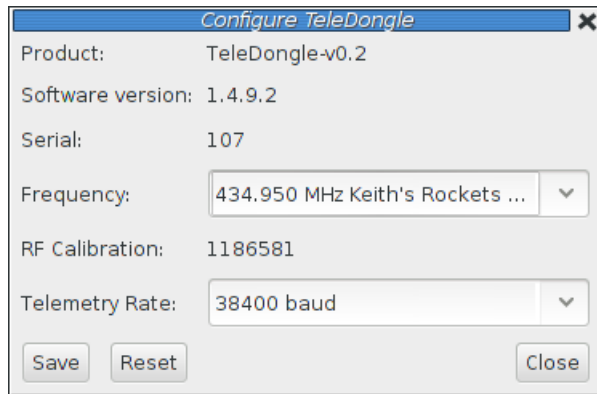 Configure TeleDongle
Product: TeleDongle-v0.2
Software version: 1.4.9.2
Serial: 107
Frequency: 434.950 MHz Keith's Rockets ...
RF Calibration: 1186581
Telemetry Rate: 38400 baud
Save Reset Close